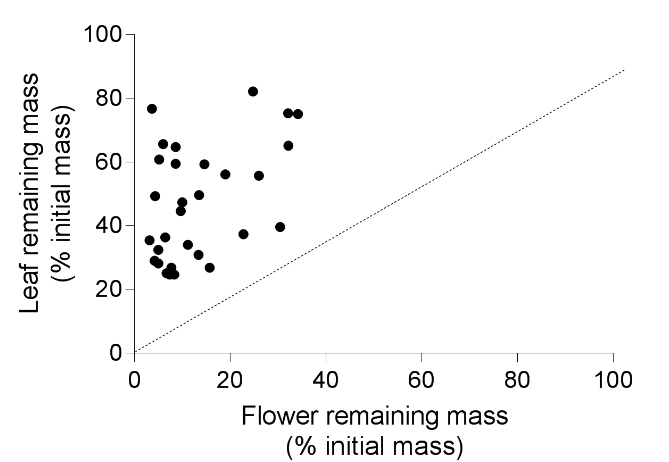 Leaf remaining mass
(% initial mass)
100
80
60
40
20
0
0 20 40 60 80 100
Flower remaining mass
(% initial mass)